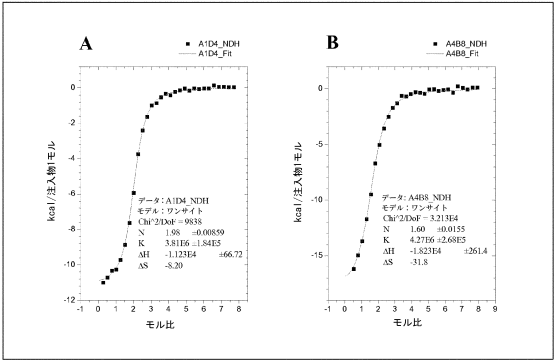 A
A1D4_NDH
A1D4_Fit
kcal/注入物1モル
0
-2
-4
-6
-8
-10
-12
データ: A1D4_NDH
モデル: ワンサイト
Chi^2/DoF = 9838
N 1.98 ±0.00859
K 3.81E6 ±1.84E5
ΔH -1.123E4 ±66.72
ΔS -8.20
-1 0 1 2 3 4 5 6 7 8
モル比
B
A4B8_NDH
A4B8_Fit
kcal/注入物1モル
0
-5
-10
-15
データ: A4B8_NDH
モデル: ワンサイト
Chi^2/DoF = 3.213E4
N 1.60 ±0.0155
K 4.27E6 ±2.68E5
ΔH -1.823E4 ±261.4
ΔS -31.8
-1 0 1 2 3 4 5 6 7 8 9
モル比